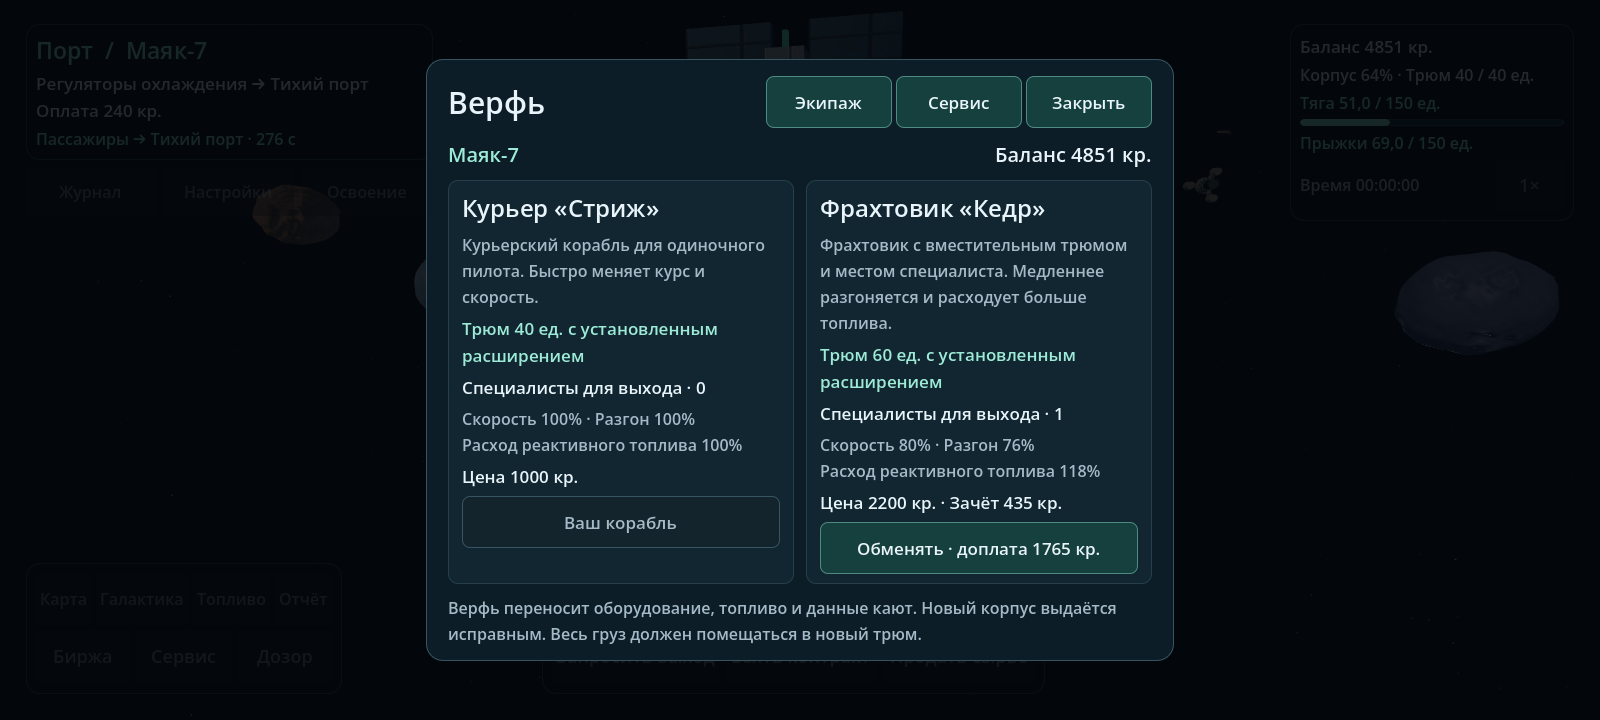 Порт / Маяк-7
Регуляторы охлаждения → Тихий порт
Оплата 240 кр.
Пассажиры → Тихий порт · 276 с
Журнал
Настройки
Освоение
Баланс 4851 кр.
Корпус 64% · Трюм 40 / 40 ед.
Тяга 51,0 / 150 ед.
Прыжки 69,0 / 150 ед.
Время 00:00:00
1×
Верфь
Экипаж
Сервис
Закрыть
Маяк-7
Баланс 4851 кр.
Курьер «Стриж»
Курьерский корабль для одиночного
пилота. Быстро меняет курс и
скорость.
Трюм 40 ед. с установленным
расширением
Специалисты для выхода · 0
Скорость 100% · Разгон 100%
Расход реактивного топлива 100%
Цена 1000 кр.
Ваш корабль
Фрахтовик «Кедр»
Фрахтовик с вместительным трюмом
и местом специалиста. Медленнее
разгоняется и расходует больше
топлива.
Трюм 60 ед. с установленным
расширением
Специалисты для выхода · 1
Скорость 80% · Разгон 76%
Расход реактивного топлива 118%
Цена 2200 кр. · Зачёт 435 кр.
Обменять · доплата 1765 кр.
Верфь переносит оборудование, топливо и данные кают. Новый корпус выдаётся
исправным. Весь груз должен помещаться в новый трюм.
Карта
Галактика
Топливо
Отчёт
Биржа
Сервис
Дозор